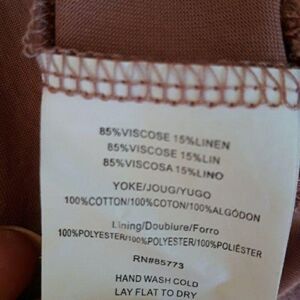 85%VISCOSE 15%LINEN
85%VISCOSE 15%LIN
85%VISCOSA 15%LINO
YOKE/JOUG/YUGO
100%COTTON/100%COTON/100%ALGODÓN
Lining/Doublure/Forro
100%POLYESTER/100%POLYESTER/100%POLIÉSTER
RN#85773
HAND WASH COLD
LAY FLAT TO DRY